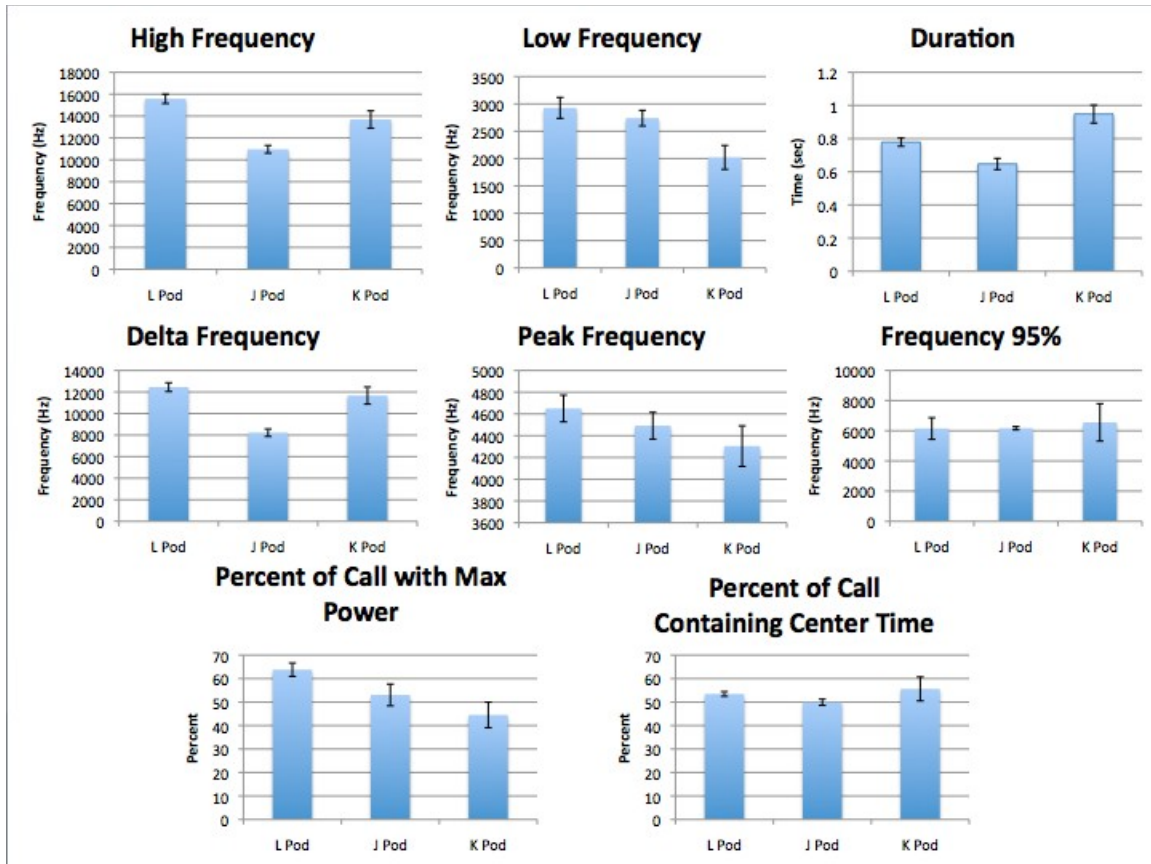 High Frequency
Frequency (Hz)
18000
16000
14000
12000
10000
8000
6000
4000
2000
0
L Pod J Pod K Pod
Low Frequency
Frequency (Hz)
3500
3000
2500
2000
1500
1000
500
0
L Pod J Pod K Pod
Duration
Time (sec)
1.2
1
0.8
0.6
0.4
0.2
0
L Pod J Pod K Pod
Delta Frequency
Frequency (Hz)
14000
12000
10000
8000
6000
4000
2000
0
L Pod J Pod K Pod
Peak Frequency
Frequency (Hz)
5000
4800
4600
4400
4200
4000
3800
3600
L Pod J Pod K Pod
Frequency 95%
Frequency (Hz)
10000
8000
6000
4000
2000
0
L Pod J Pod K Pod
Percent of Call with Max
Power
Percent
70
60
50
40
30
20
10
0
L Pod J Pod K Pod
Percent of Call
Containing Center Time
Percent
70
60
50
40
30
20
10
0
L Pod J Pod K Pod